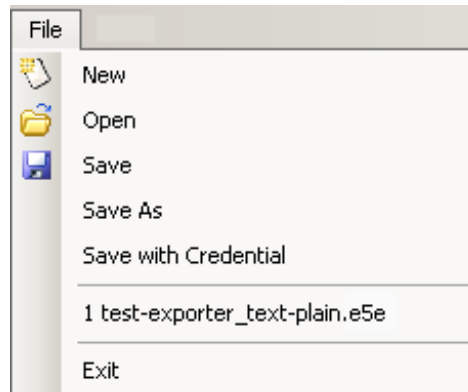 File
New
Open
Save
Save As
Save with Credential
1 test-exporter_text-plain.e5e
Exit